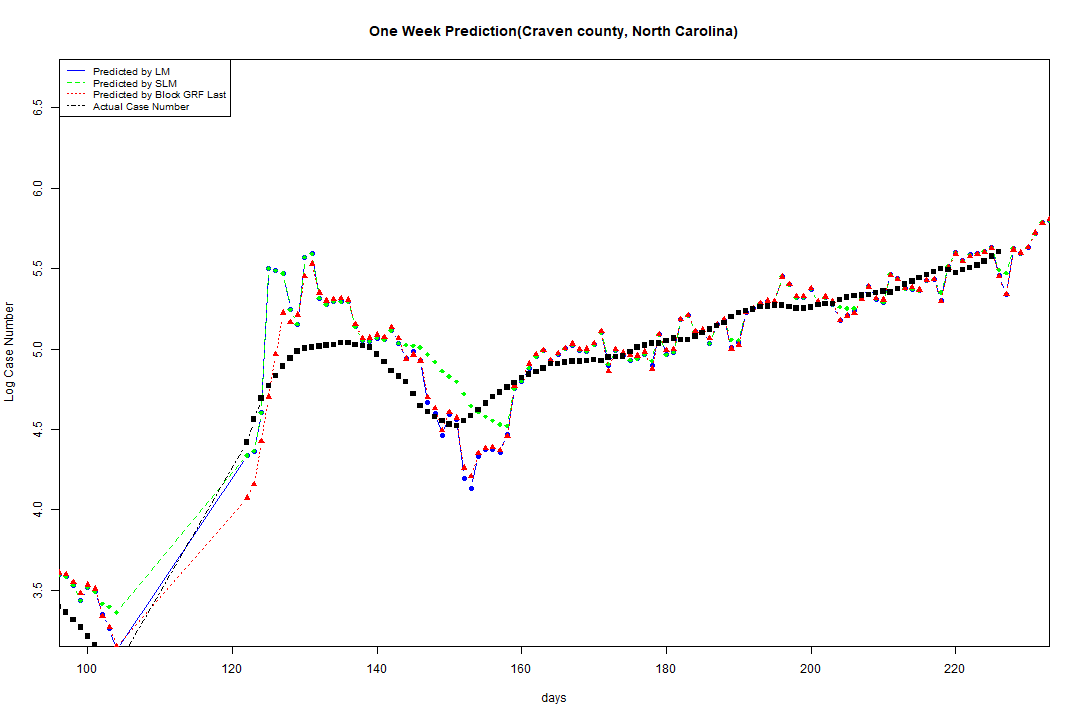 One Week Prediction(Craven county, North Carolina)
Predicted by LM
Predicted by SLM
Predicted by Block GRF Last
Actual Case Number
6.5
6.0
5.5
5.0
4.5
4.0
3.5
Log Case Number
100 120 140 160 180 200 220
days